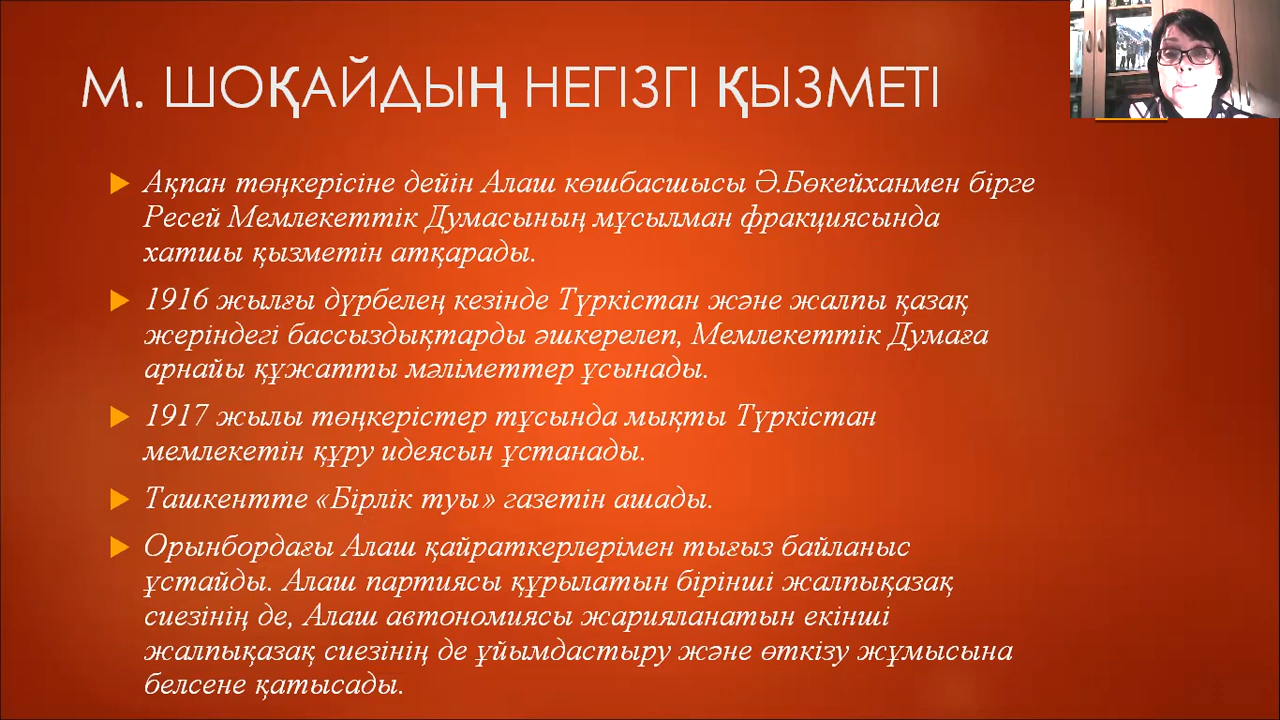 М. ШОҚАЙДЫҢ НЕГІЗГІ ҚЫЗМЕТІ
Ақпан төңкерісіне дейін Алаш көшбасшысы Ә.Бөкейханмен бірге
Ресей Мемлекеттік Думасының мұсылман фракциясында
хатшы қызметін атқарады.
1916 жылғы дүрбелең кезінде Түркістан және жалпы қазақ
жеріндегі бассыздықтарды әшкерелеп, Мемлекеттік Думаға
арнайы құжатты мәліметтер ұсынады.
1917 жылы төңкерістер тұсында мықты Түркістан
мемлекетін құру идеясын ұстанады.
Ташкентте «Бірлік туы» газетін ашады.
Орынбордағы Алаш қайраткерлерімен тығыз байланыс
ұстайды. Алаш партиясы құрылатын бірінші жалпықазақ
сиезінің де, Алаш автономиясы жарияланатын екінші
жалпықазақ сиезінің де ұйымдастыру және өткізу жұмысына
белсене қатысады.